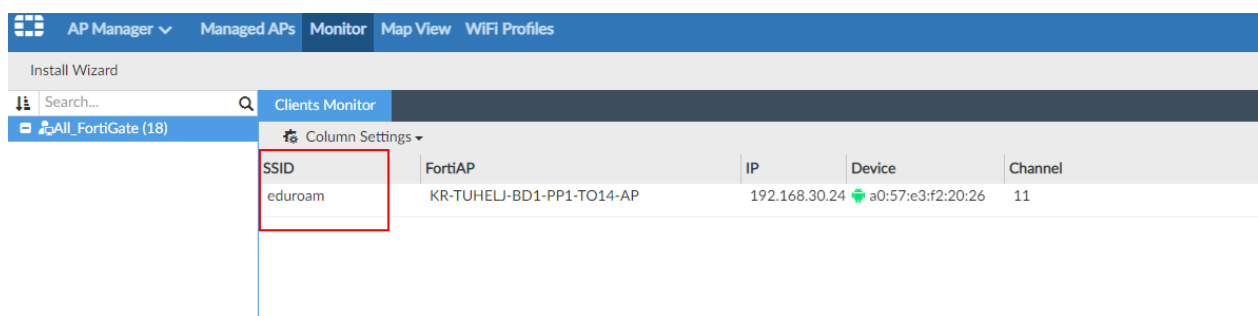 AP Manager Managed APs Monitor Map View WiFi Profiles
Install Wizard
Search... Clients Monitor
All_FortiGate (18)
Column Settings
SSID FortiAP IP Device Channel
eduroam KR-TUHELJ-BD1-PP1-TO14-AP 192.168.30.24 a0:57:e3:f2:20:26 11